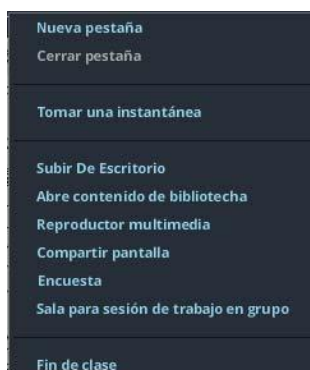 Nueva pestaña
Cerrar pestaña
Tomar una instantánea
Subir De Escritorio
Abre contenido de bibliotecha
Reproductor multimedia
Compartir pantalla
Encuesta
Sala para sesión de trabajo en grupo
Fin de clase